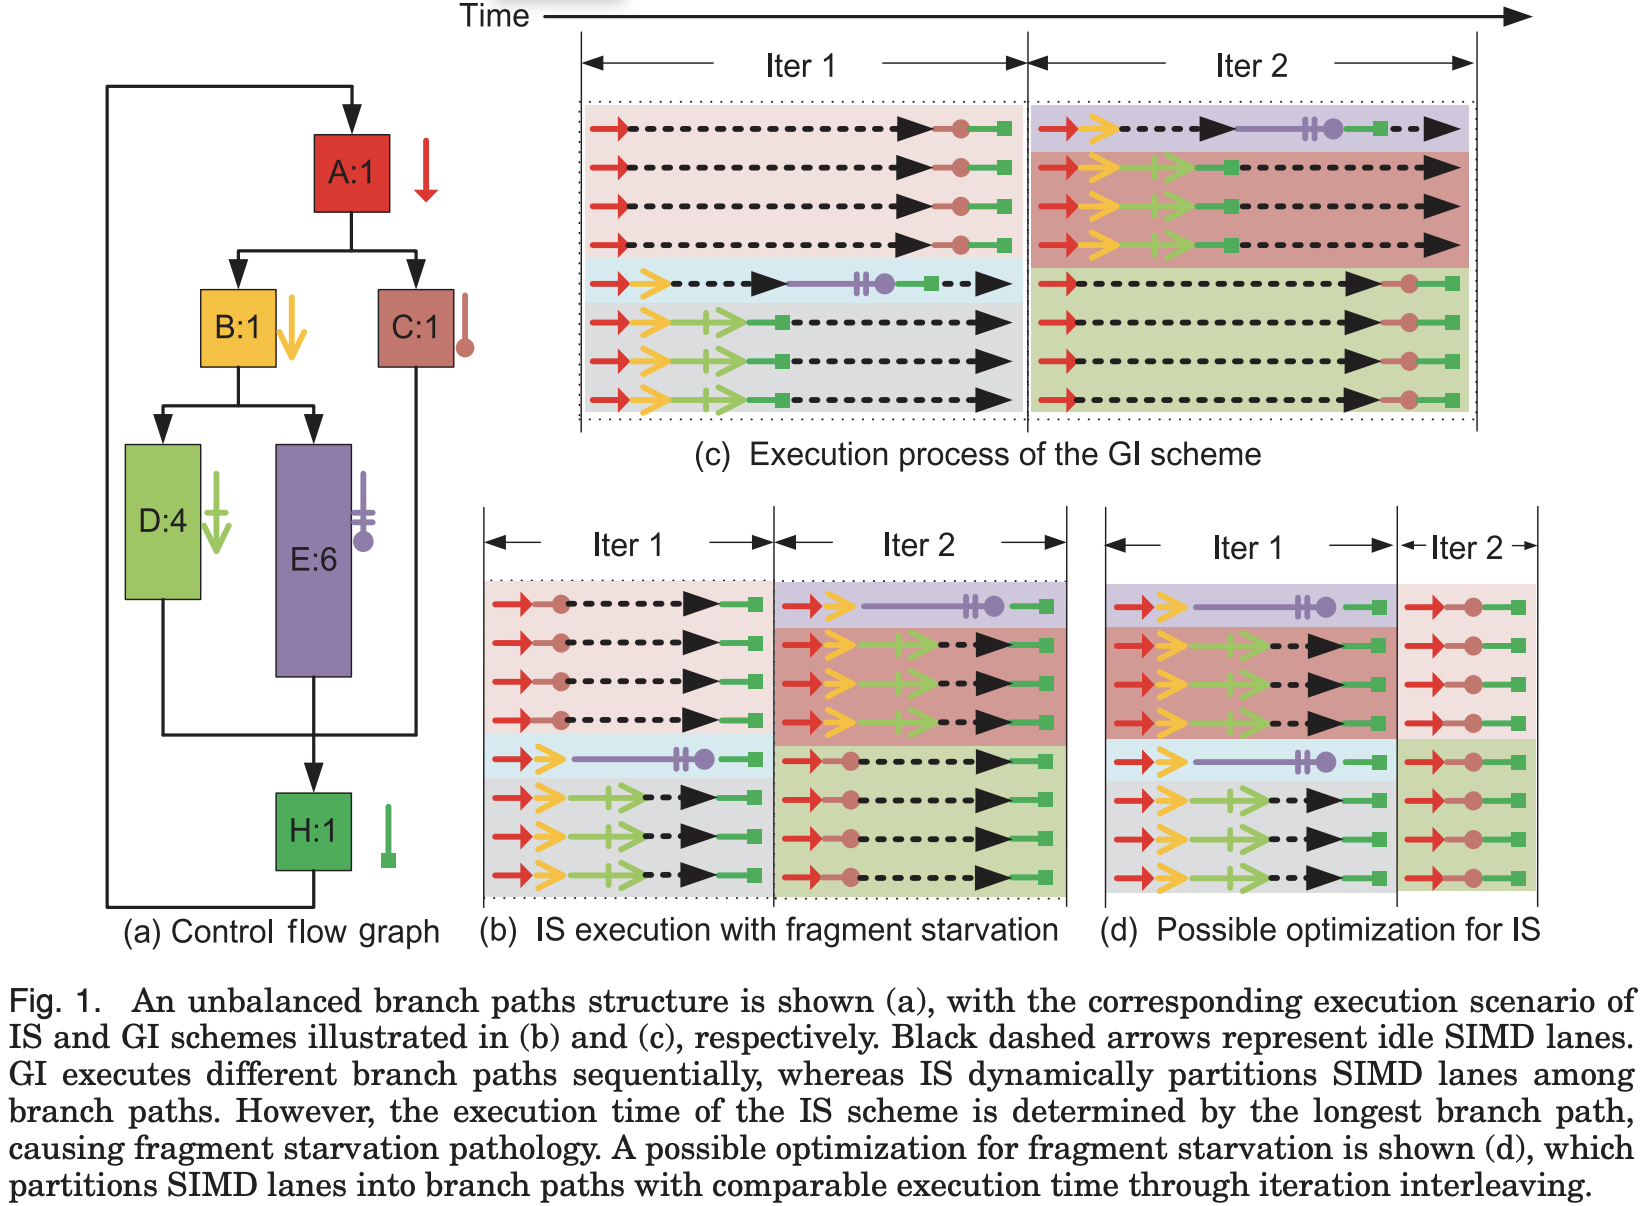 Time
Iter 1
Iter 2
A:1
B:1
C:1
D:4
E:6
H:1
(a) Control flow graph
(c) Execution process of the GI scheme
Iter 1
Iter 2
(b) IS execution with fragment starvation
Iter 1
Iter 2
(d) Possible optimization for IS
Fig. 1. An unbalanced branch paths structure is shown (a), with the corresponding execution scenario of
IS and GI schemes illustrated in (b) and (c), respectively. Black dashed arrows represent idle SIMD lanes.
GI executes different branch paths sequentially, whereas IS dynamically partitions SIMD lanes among
branch paths. However, the execution time of the IS scheme is determined by the longest branch path,
causing fragment starvation pathology. A possible optimization for fragment starvation is shown (d), which
partitions SIMD lanes into branch paths with comparable execution time through iteration interleaving.